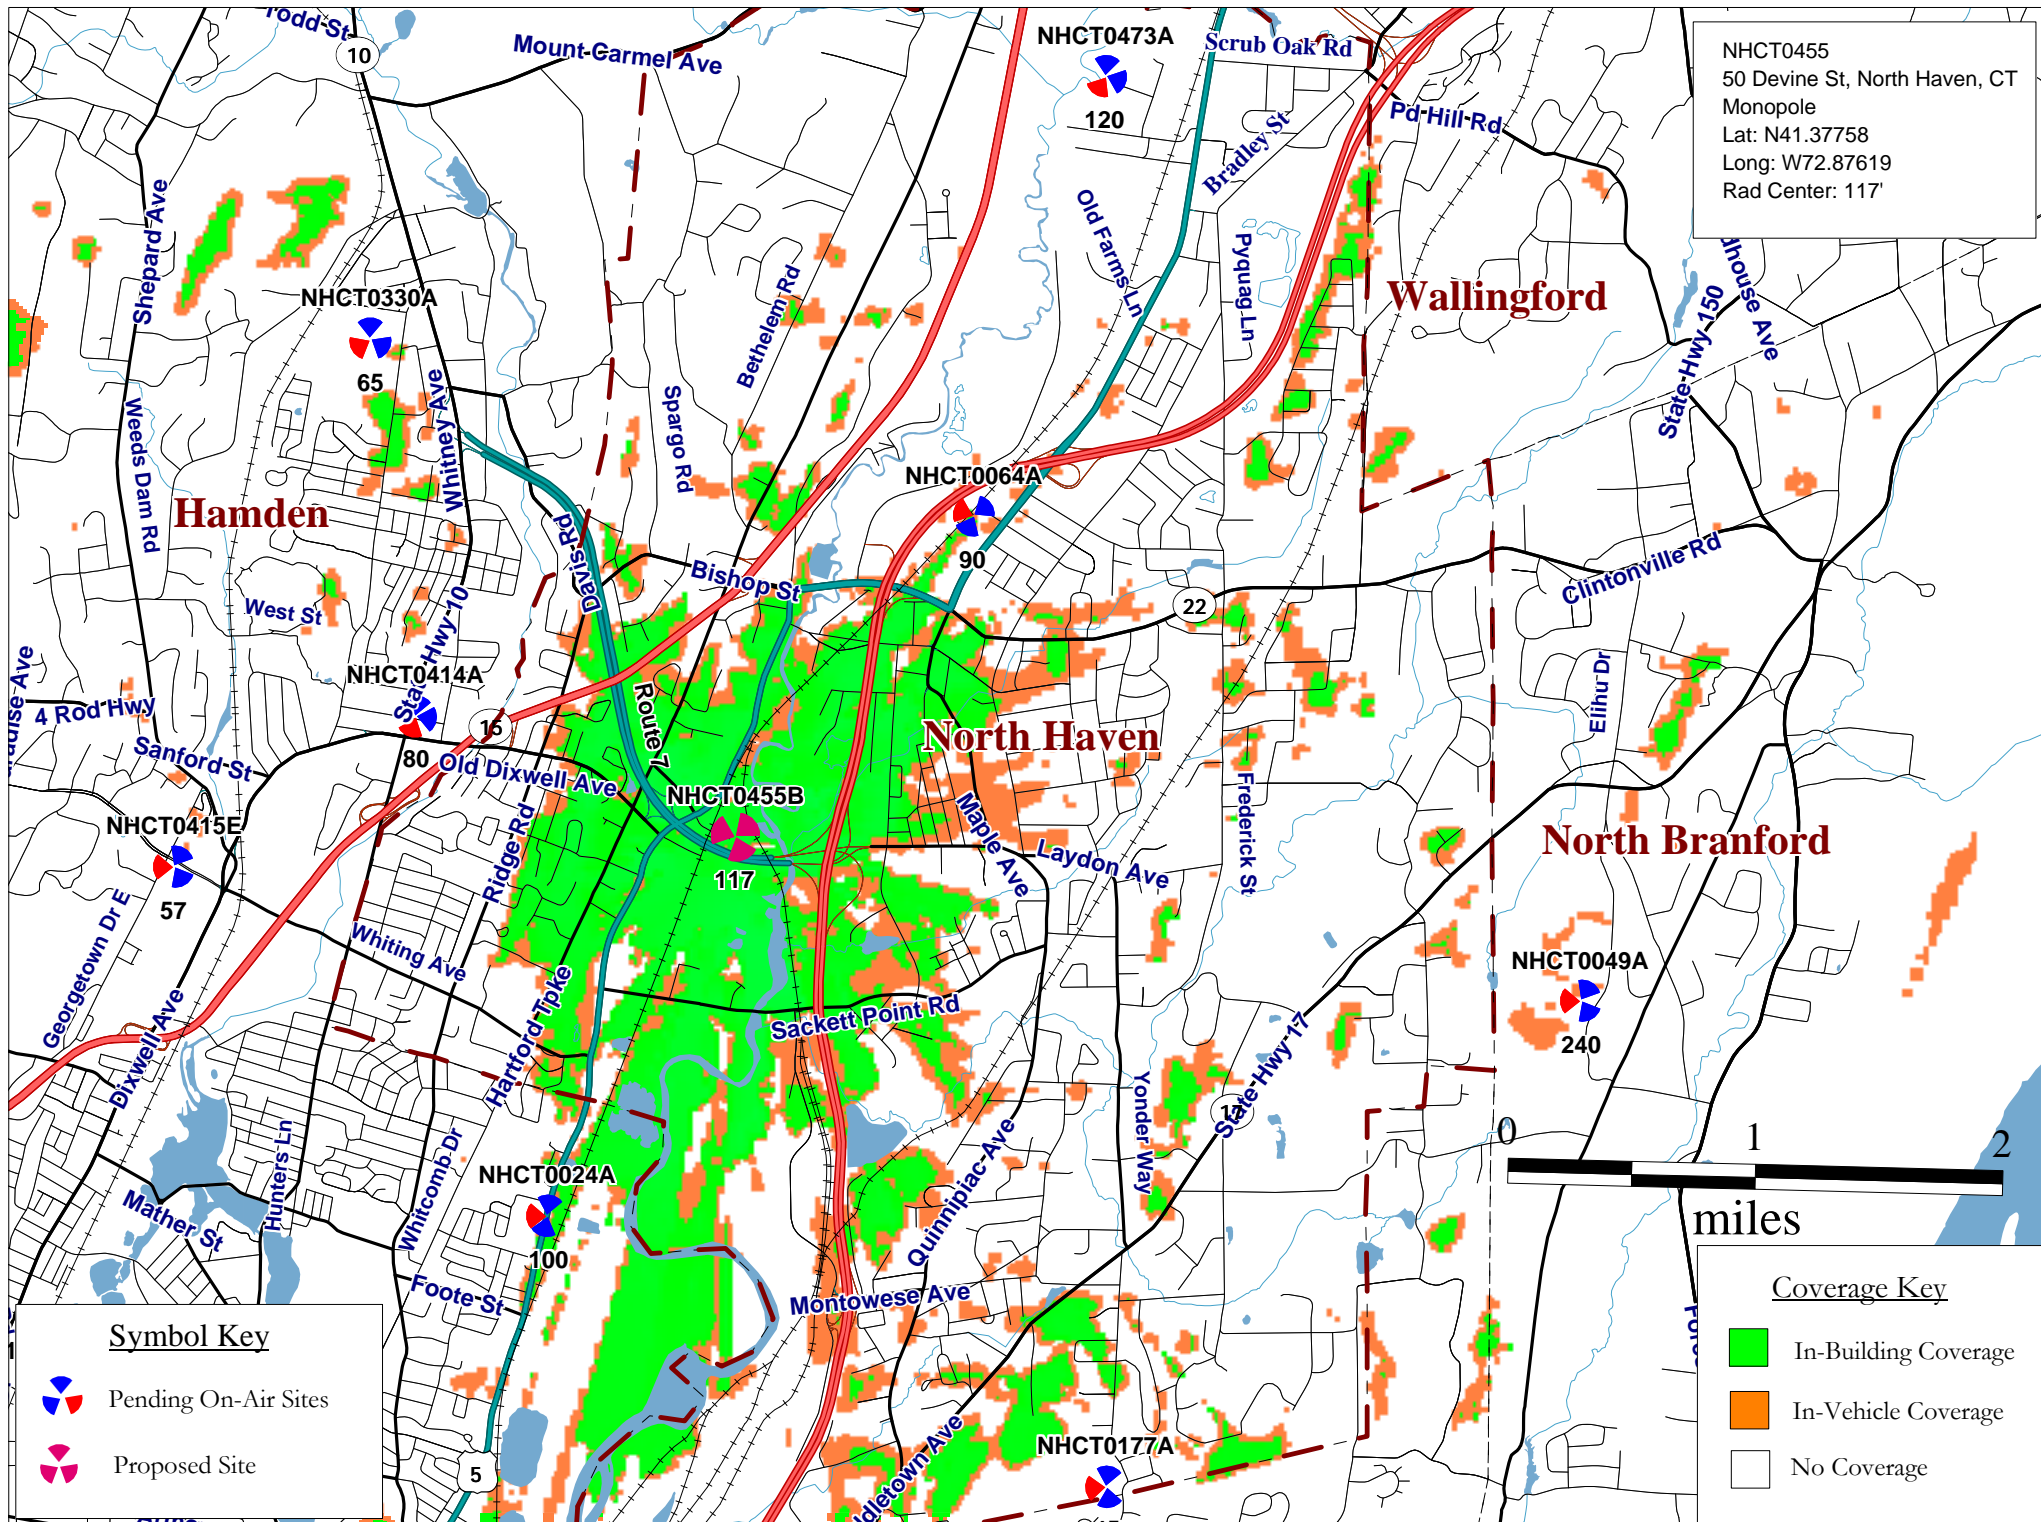 Todd St
10
Mount Carmel Ave
NHCT0473A
120
Scrub Oak Rd
Pd Hill Rd
Bradley St
NHCT0455
50 Devine St, North Haven, CT
Monopole
Lat: N41.37758
Long: W72.87619
Rad Center: 117'
Shepard Ave
Old Farms Ln
Pyquag Ln
Wallingford
State Hwy 150
NHCT0330A
65
Bethelem Rd
Weeds Dam Rd
Whitney Ave
Spargo Rd
Hamden
NHCT0064A
90
Davis Rd
Bishop St
Clintonville Rd
West St
22
State Hwy 10
NHCT0414A
80
4 Rod Hwy
Sanford St
15
Route 7
Old Dixwell Ave
North Haven
Elihu Dr
NHCT0455B
117
NHCT0415E
57
Ridge Rd
Maple Ave
Laydon Ave
Frederick St
North Branford
Georgetown Dr E
Whiting Ave
Hartford Tpke
Dixwell Ave
Sackett Point Rd
NHCT0049A
240
State Hwy 17
17
Yonder Way
Hunters Ln
Whitcomb Dr
Mather St
NHCT0024A
100
Quinnipiac Ave
Foote St
Montowese Ave
0 1 2
miles
Symbol Key
Pending On-Air Sites
Proposed Site
5
NHCT0177A
Coverage Key
In-Building Coverage
In-Vehicle Coverage
No Coverage